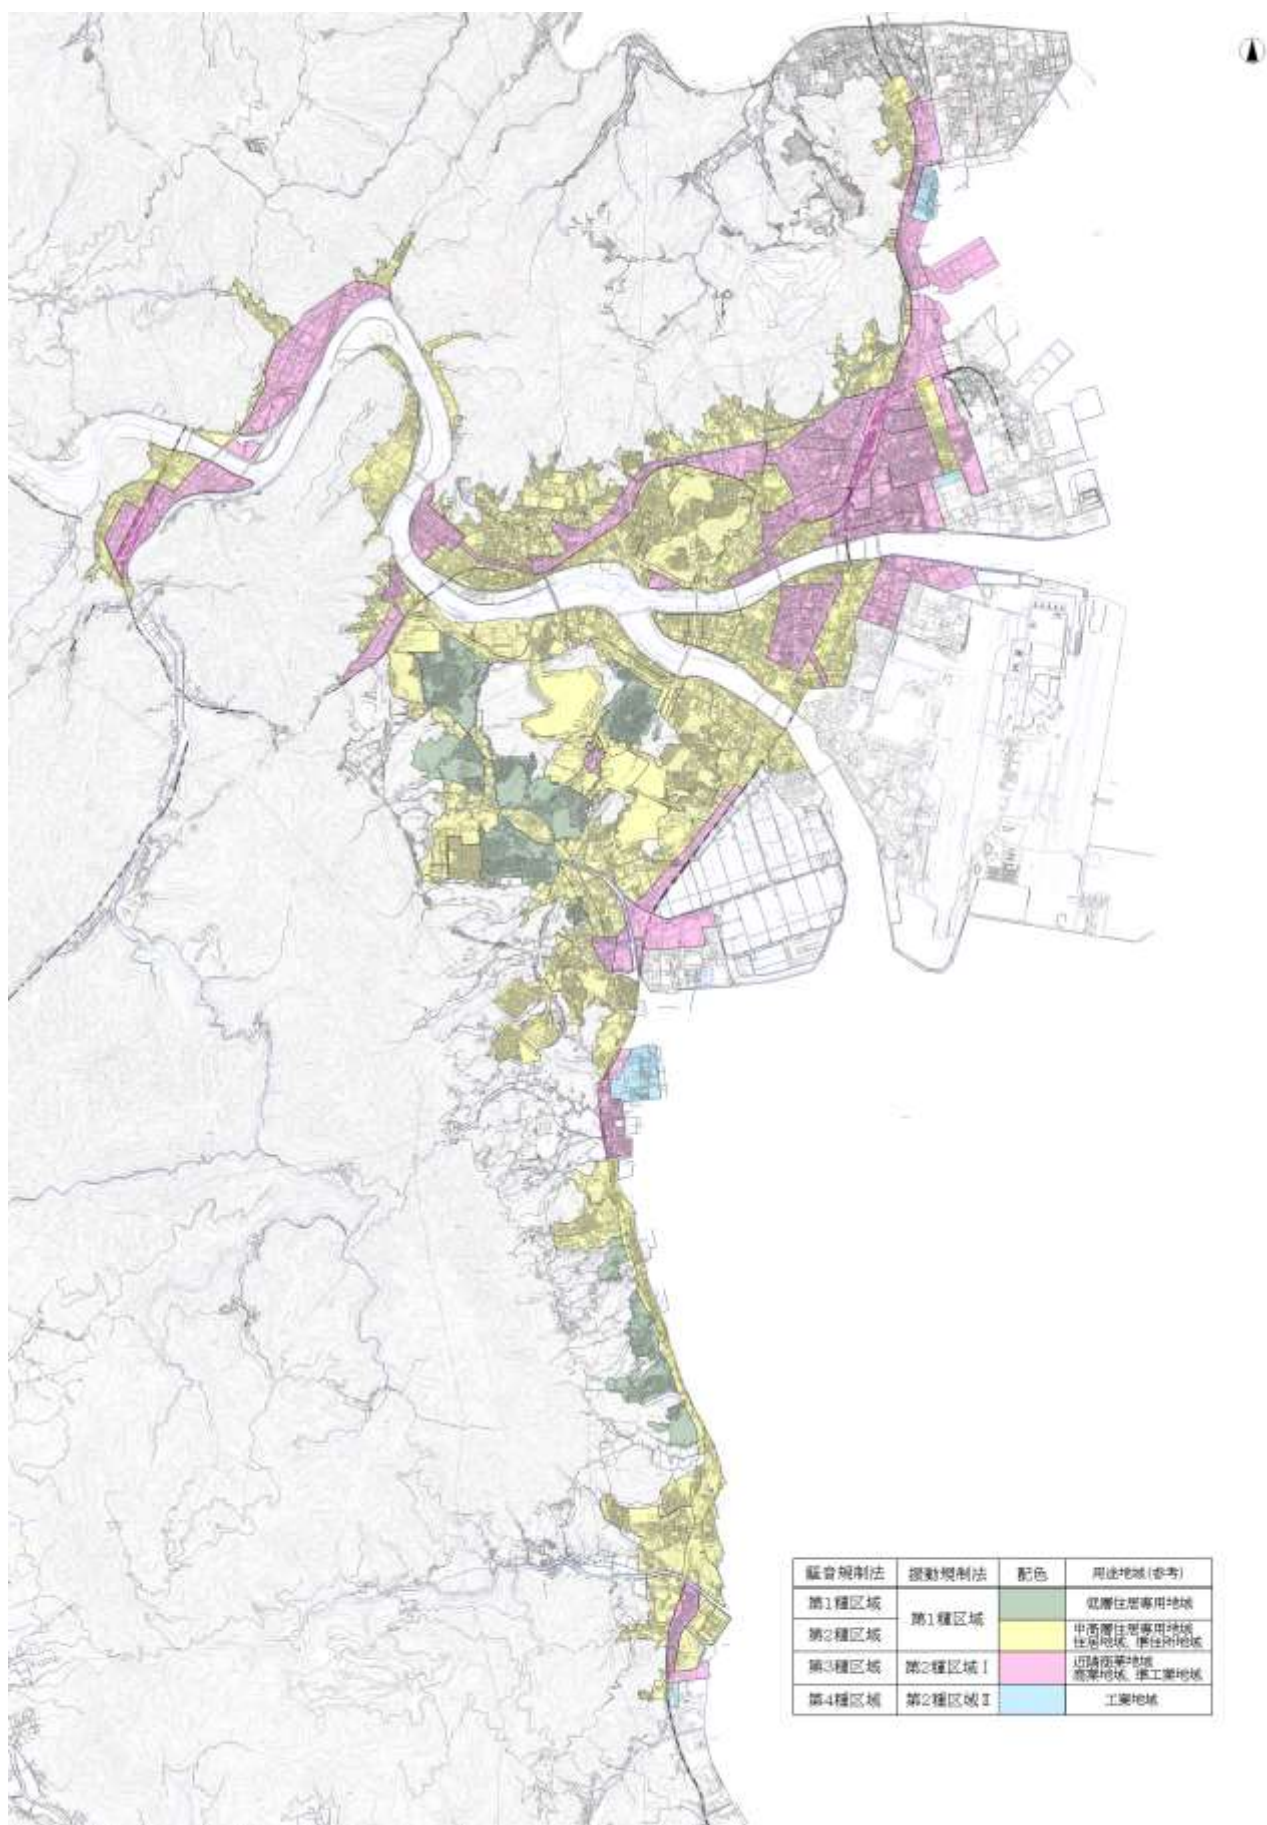 騒音規制法 振動規制法 配色 用途地域(参考)
第1種区域 第1種区域 低層住居専用地域
第2種区域 中高層住居専用地域
住居地域、準住所地域
第3種区域 第2種区域Ⅰ 近隣商業地域
商業地域、準工業地域
第4種区域 第2種区域Ⅱ 工業地域